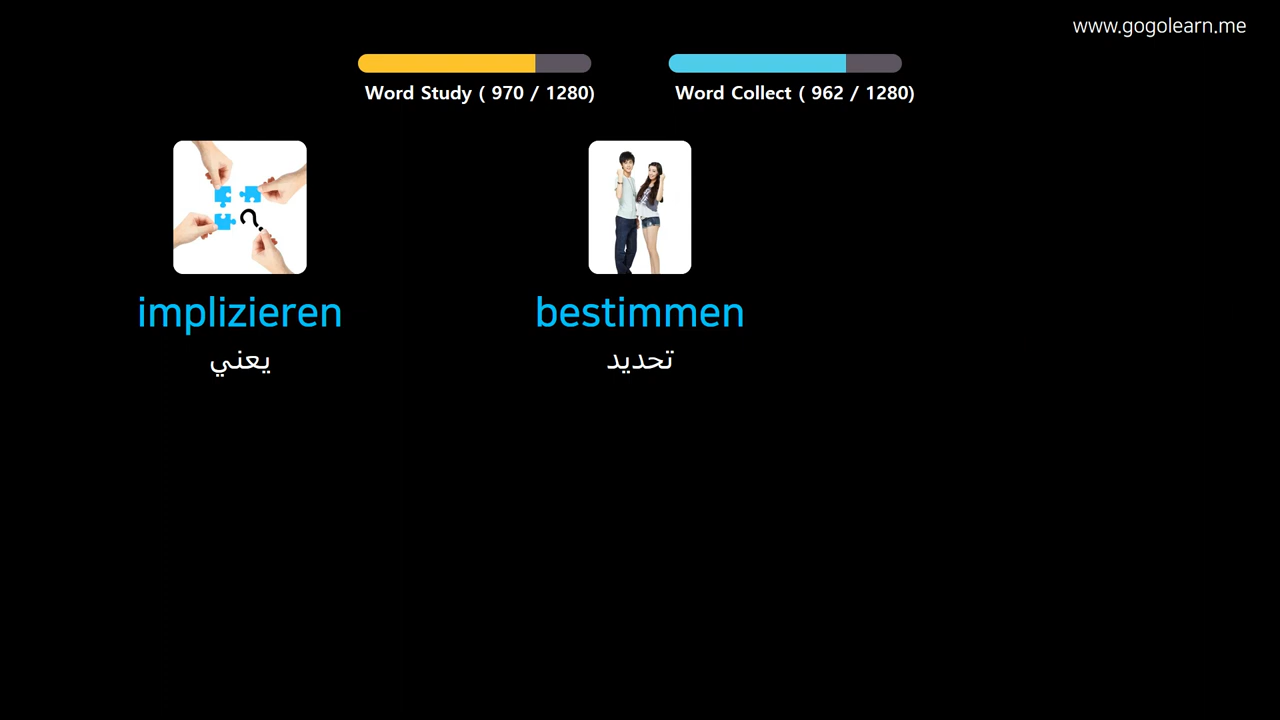 www.gogolearn.me
Word Study ( 970 / 1280)
Word Collect ( 962 / 1280)
?
implizieren
bestimmen
يعني
تحديد